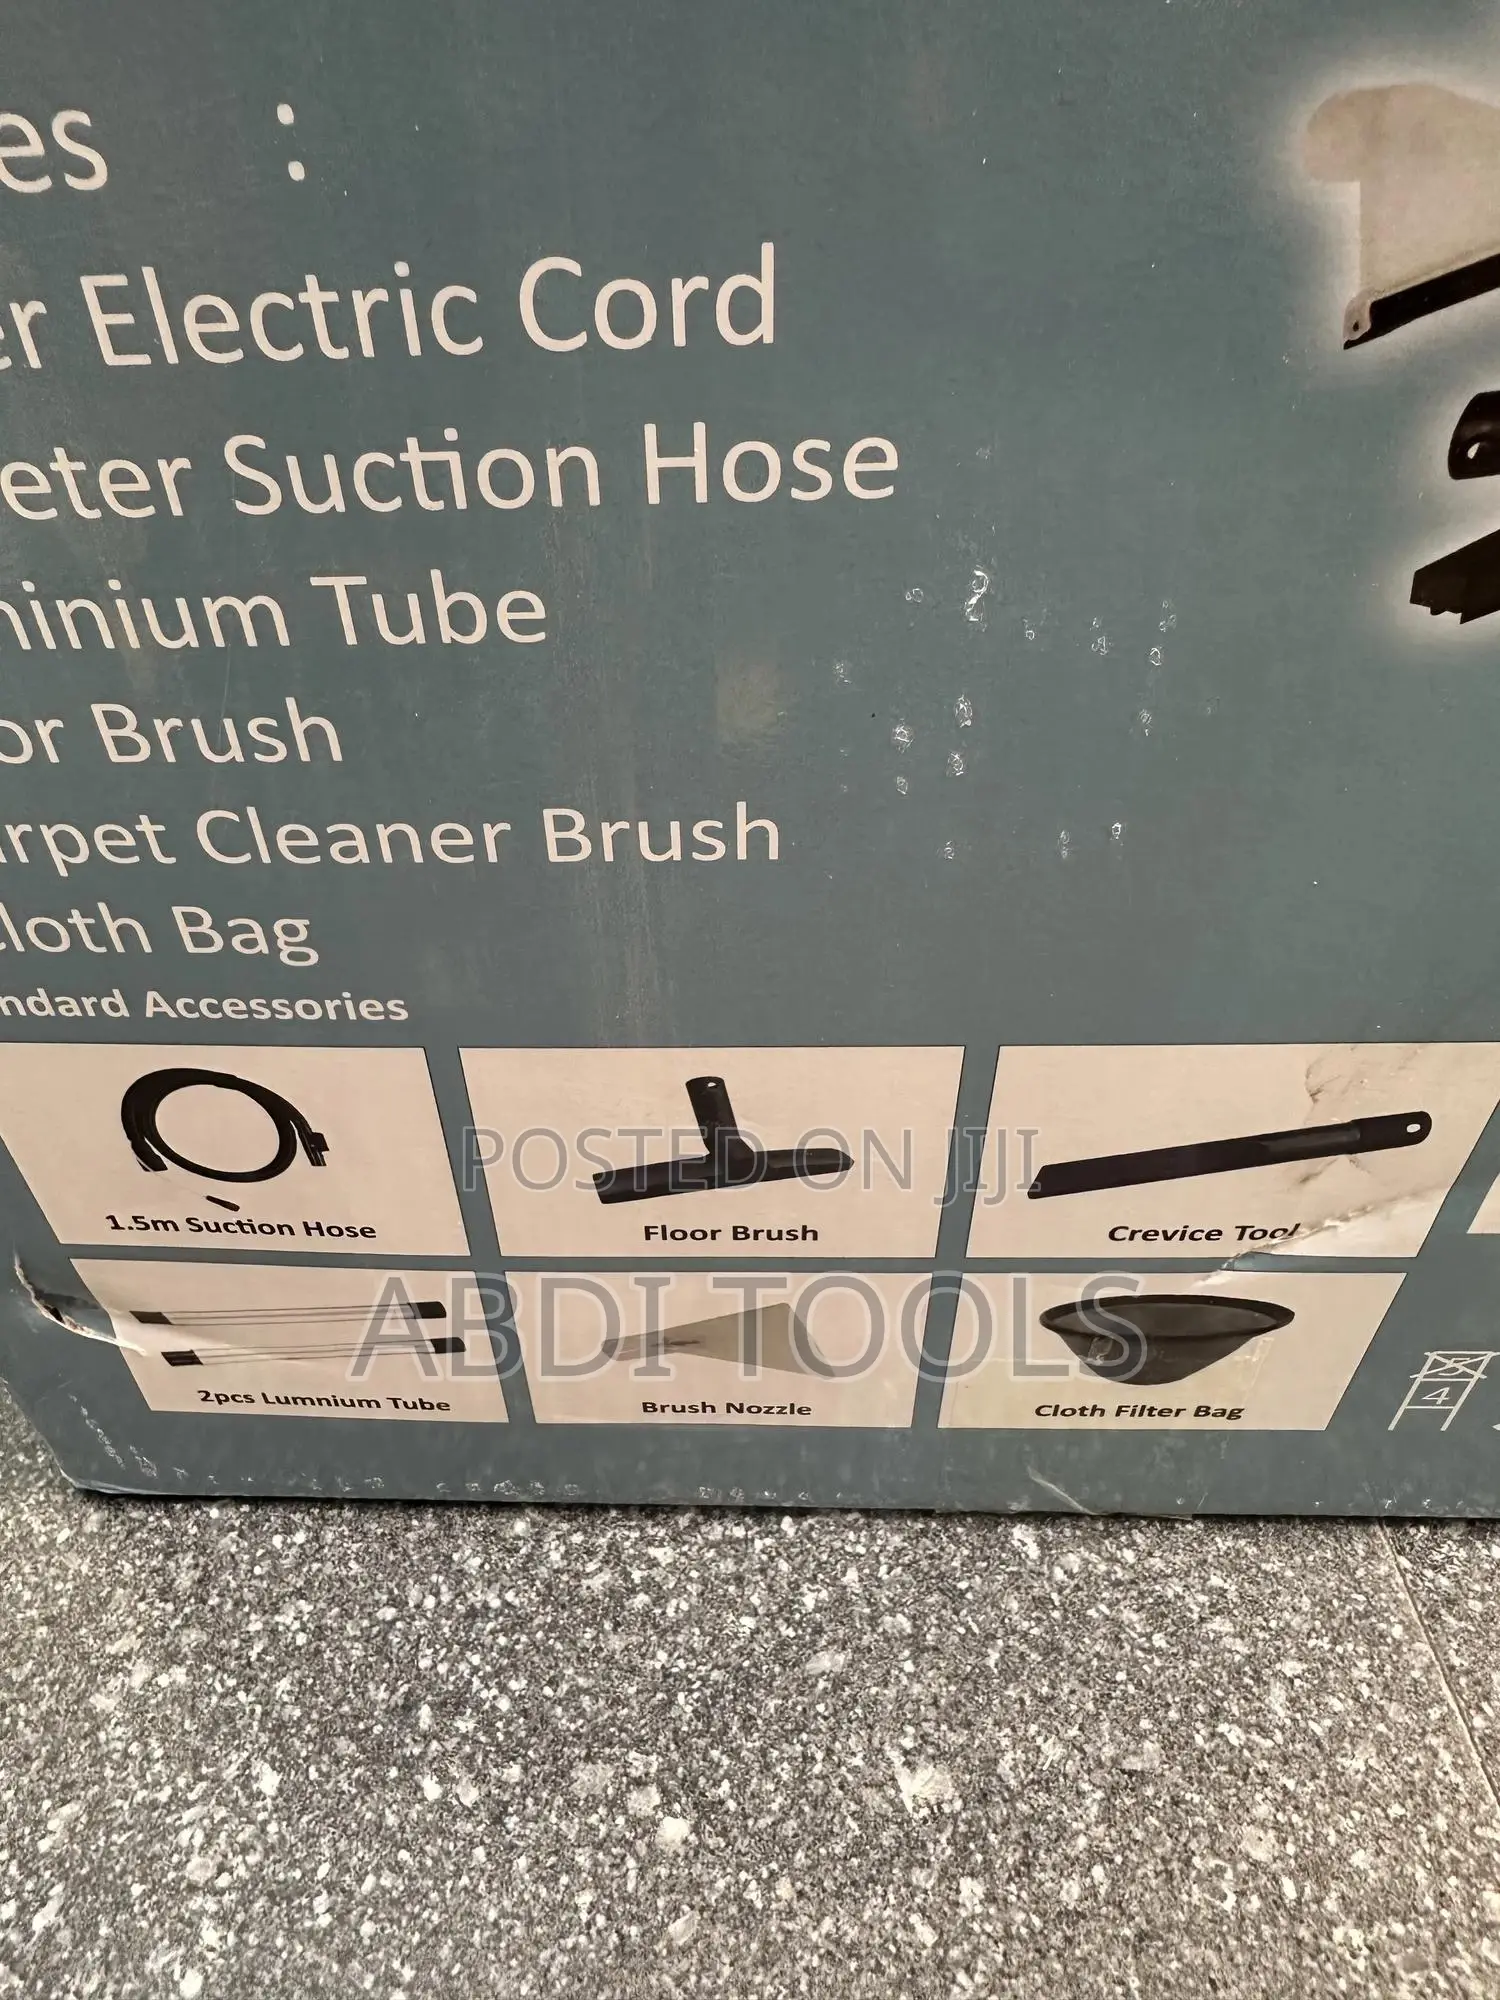 es :
er Electric Cord
eter Suction Hose
minium Tube
or Brush
rpet Cleaner Brush
Cloth Bag
ndard Accessories
1.5m Suction Hose
Floor Brush
Crevice Tool
2pcs Lumnium Tube
Brush Nozzle
Cloth Filter Bag
5
4
POSTED ON JIJI
ABDI TOOLS